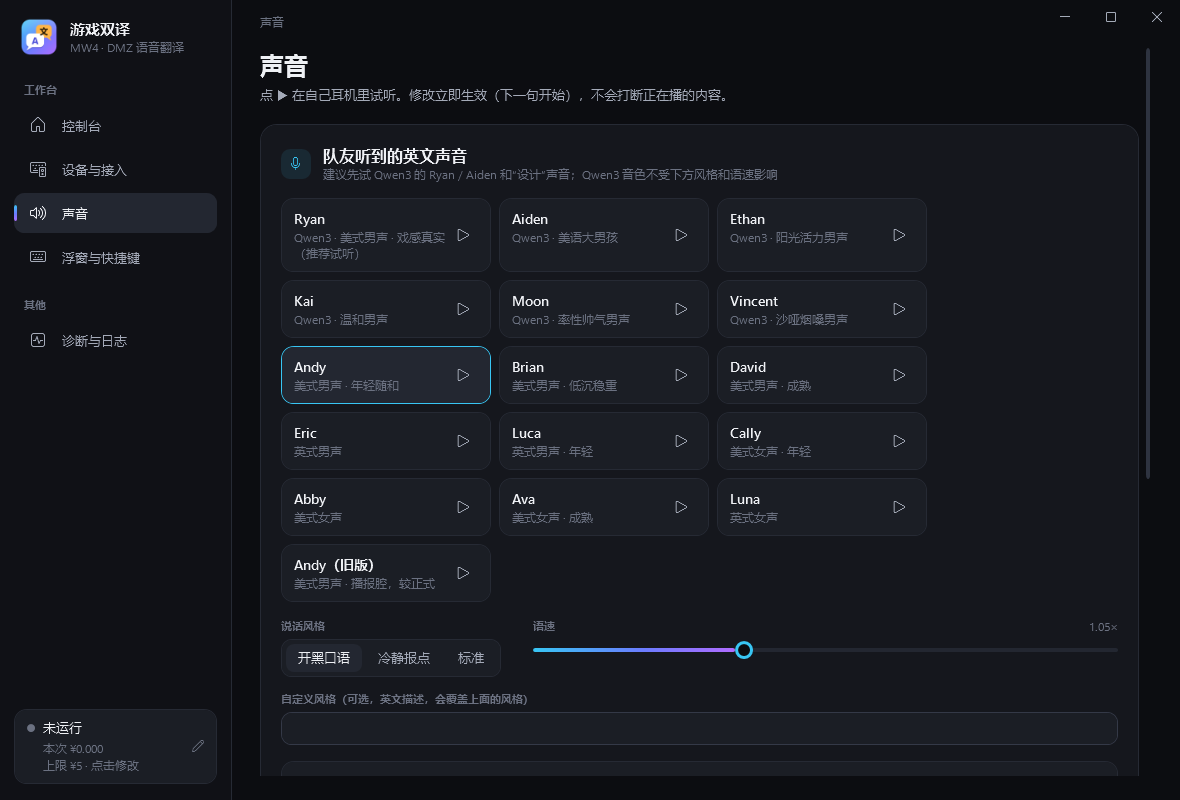 游戏双译
MW4 · DMZ 语音翻译
工作台
控制台
设备与接入
声音
浮窗与快捷键
其他
诊断与日志
未运行
本次 ¥0.000
上限 ¥5 · 点击修改
声音
声音
点 ▶ 在自己耳机里试听。修改立即生效（下一句开始），不会打断正在播的内容。
队友听到的英文声音
建议先试 Qwen3 的 Ryan / Aiden 和“设计”声音；Qwen3 音色不受下方风格和语速影响
Ryan
Qwen3 · 美式男声 · 戏感真实
（推荐试听）
Aiden
Qwen3 · 美语大男孩
Ethan
Qwen3 · 阳光活力男声
Kai
Qwen3 · 温和男声
Moon
Qwen3 · 率性帅气男声
Vincent
Qwen3 · 沙哑烟嗓男声
Andy
美式男声 · 年轻随和
Brian
美式男声 · 低沉稳重
David
美式男声 · 成熟
Eric
英式男声
Luca
英式男声 · 年轻
Cally
美式女声 · 年轻
Abby
美式女声
Ava
美式女声 · 成熟
Luna
英式女声
Andy（旧版）
美式男声 · 播报腔，较正式
说话风格
开黑口语
冷静报点
标准
语速
1.05×
自定义风格（可选，英文描述，会覆盖上面的风格）